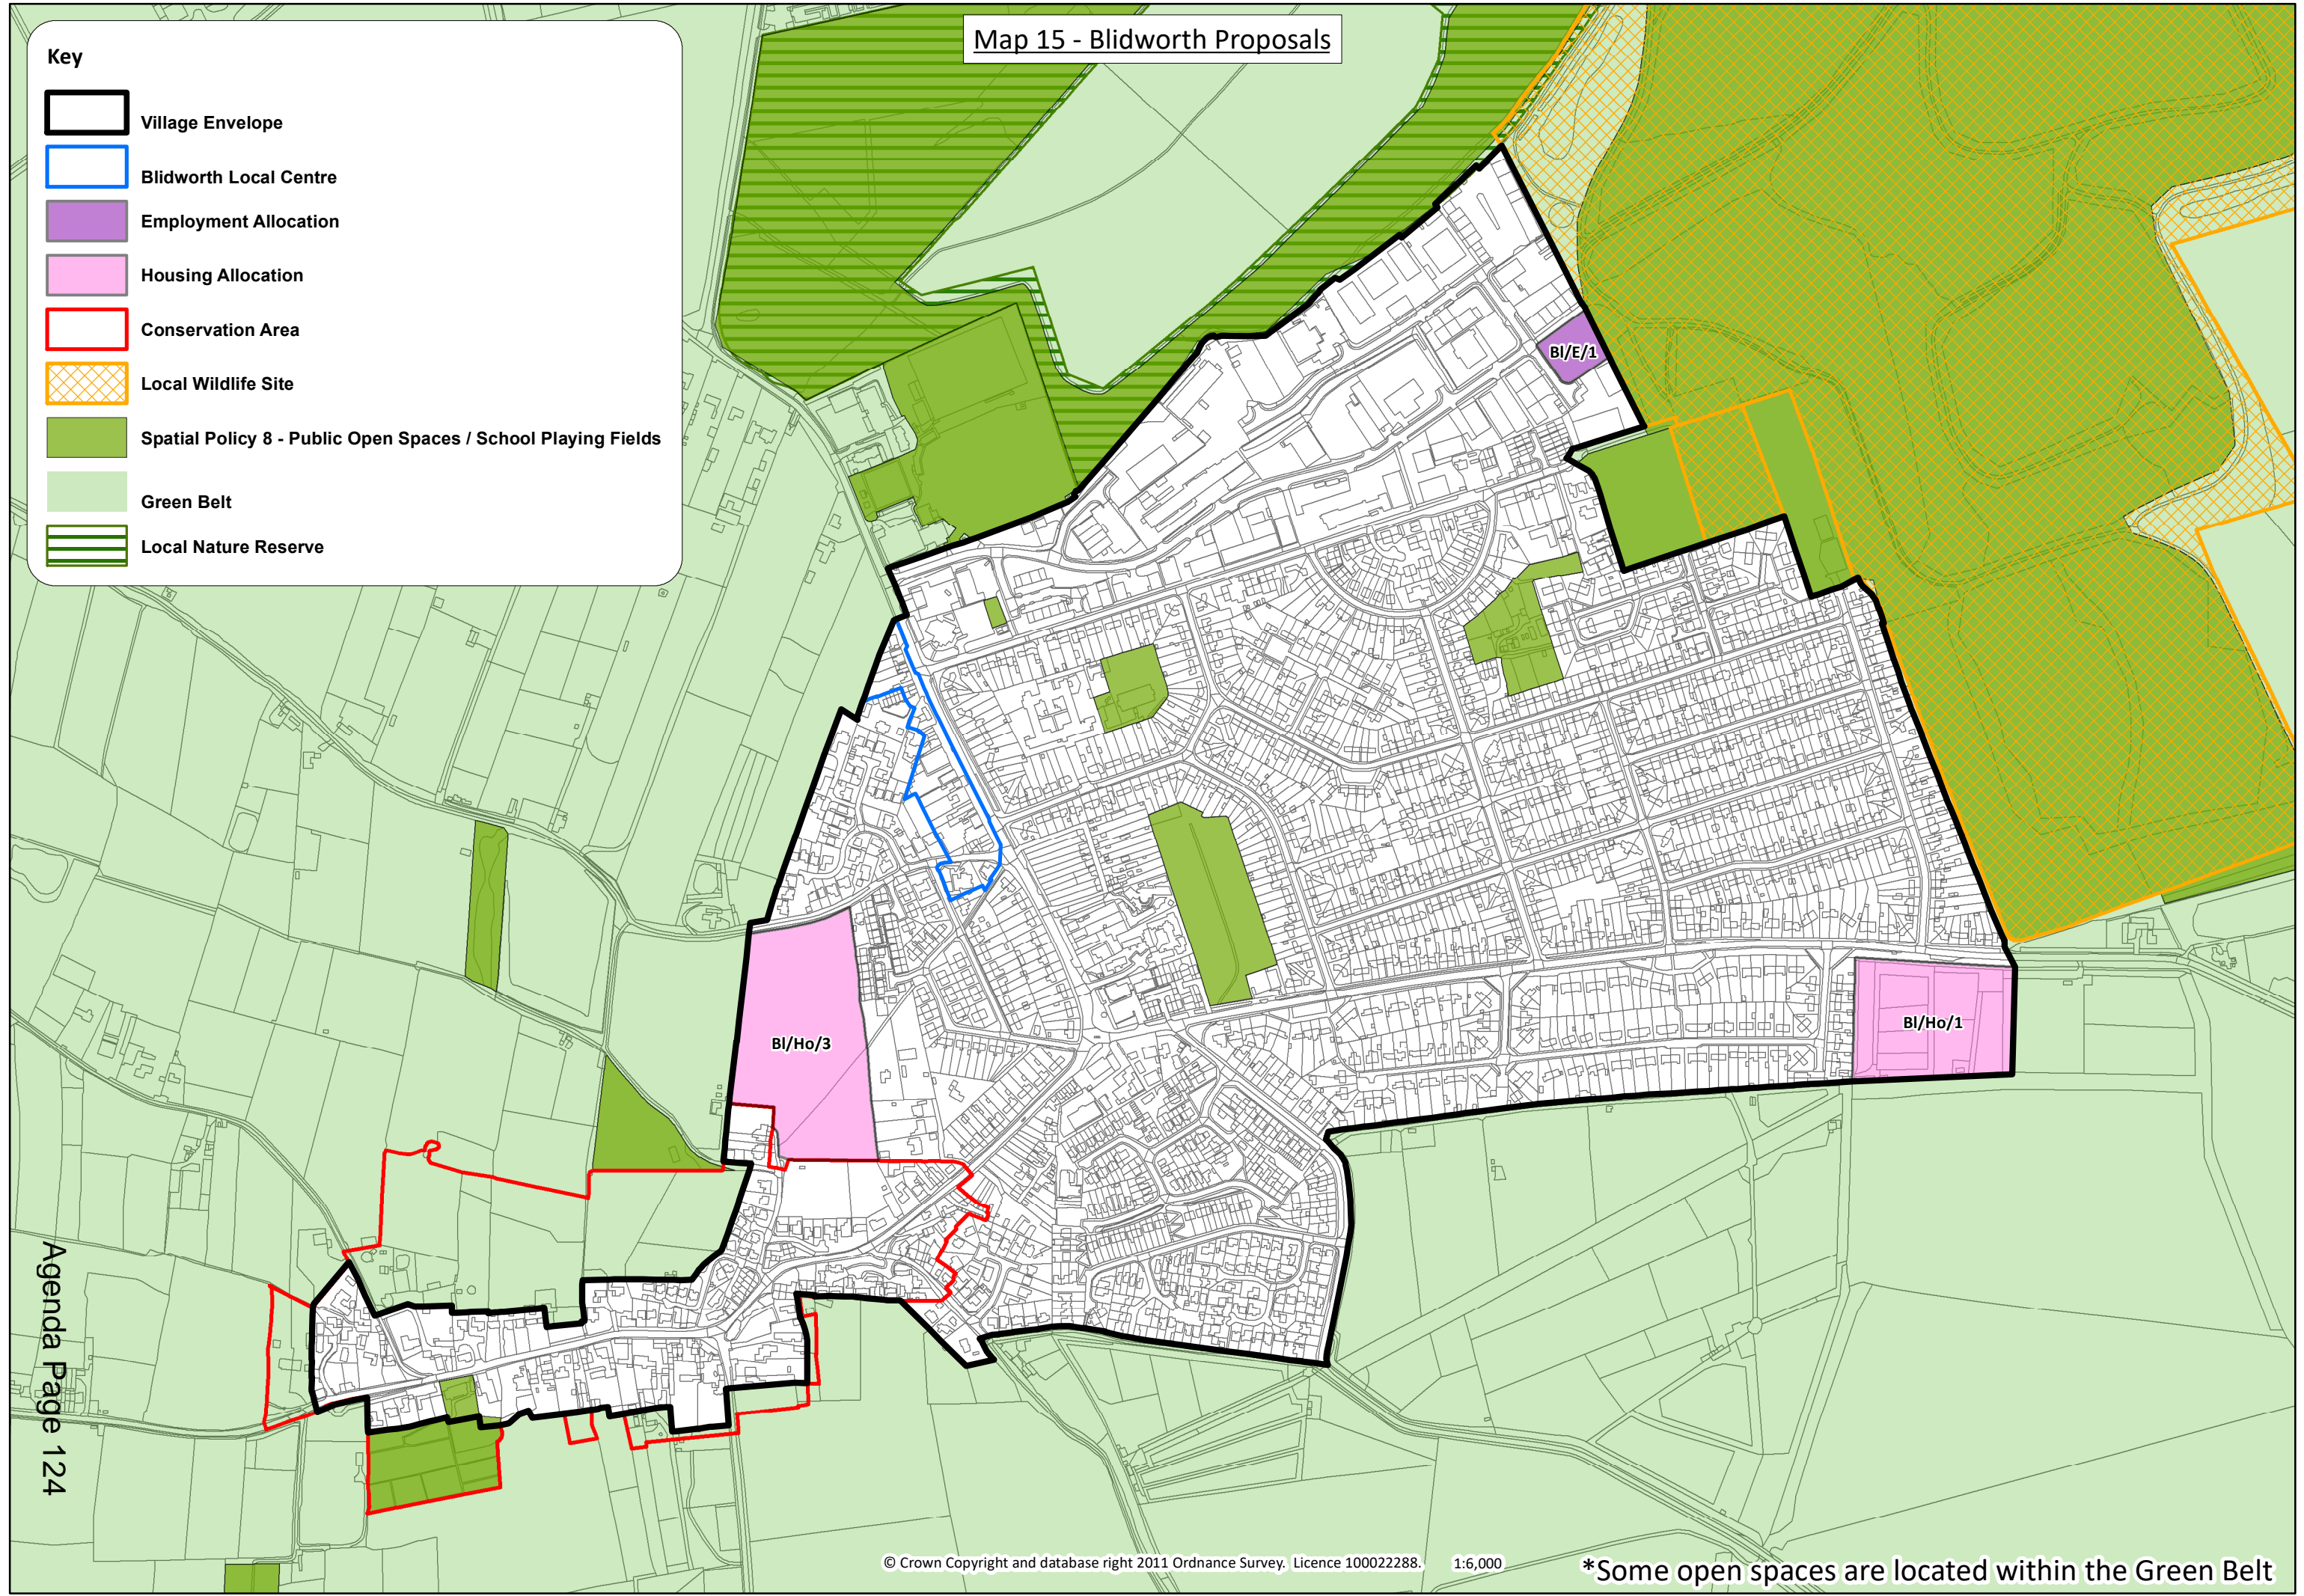 Map 15 - Blidworth Proposals
Key
Village Envelope
Blidworth Local Centre
Employment Allocation
Housing Allocation
Conservation Area
Local Wildlife Site
Spatial Policy 8 - Public Open Spaces / School Playing Fields
Green Belt
Local Nature Reserve
Bl/E/1
Bl/Ho/3
Bl/Ho/1
Agenda Page 124
© Crown Copyright and database right 2011 Ordnance Survey. Licence 100022288.
1:6,000
*Some open spaces are located within the Green Belt